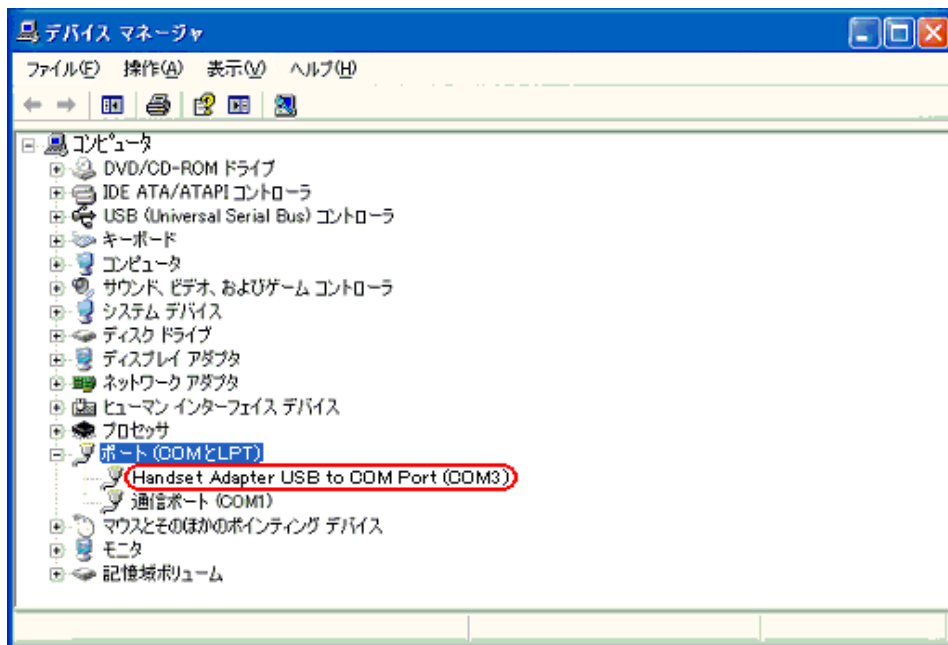 デバイス マネージャ
ファイル(F) 操作(A) 表示(V) ヘルプ(H)
コンピュータ
DVD/CD-ROM ドライブ
IDE ATA/ATAPI コントローラ
USB (Universal Serial Bus) コントローラ
キーボード
コンピュータ
サウンド、ビデオ、およびゲーム コントローラ
システム デバイス
ディスク ドライブ
ディスプレイ アダプタ
ネットワーク アダプタ
ヒューマン インターフェイス デバイス
プロセッサ
ポート (COMとLPT)
Handset Adapter USB to COM Port (COM3)
通信ポート (COM1)
マウスとそのほかのポインティング デバイス
モニタ
記憶域ボリューム